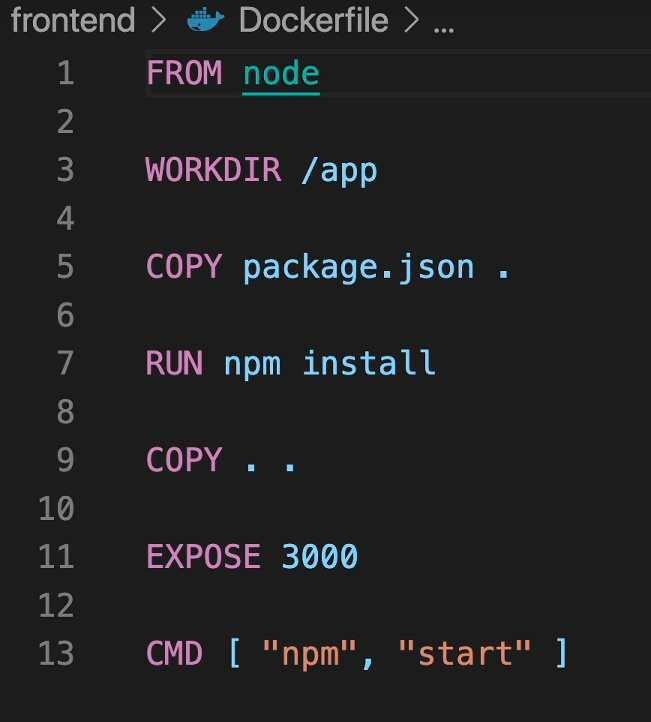 frontend > Dockerfile > ...
1 FROM node
2
3 WORKDIR /app
4
5 COPY package.json .
6
7 RUN npm install
8
9 COPY . .
10
11 EXPOSE 3000
12
13 CMD [ "npm", "start" ]